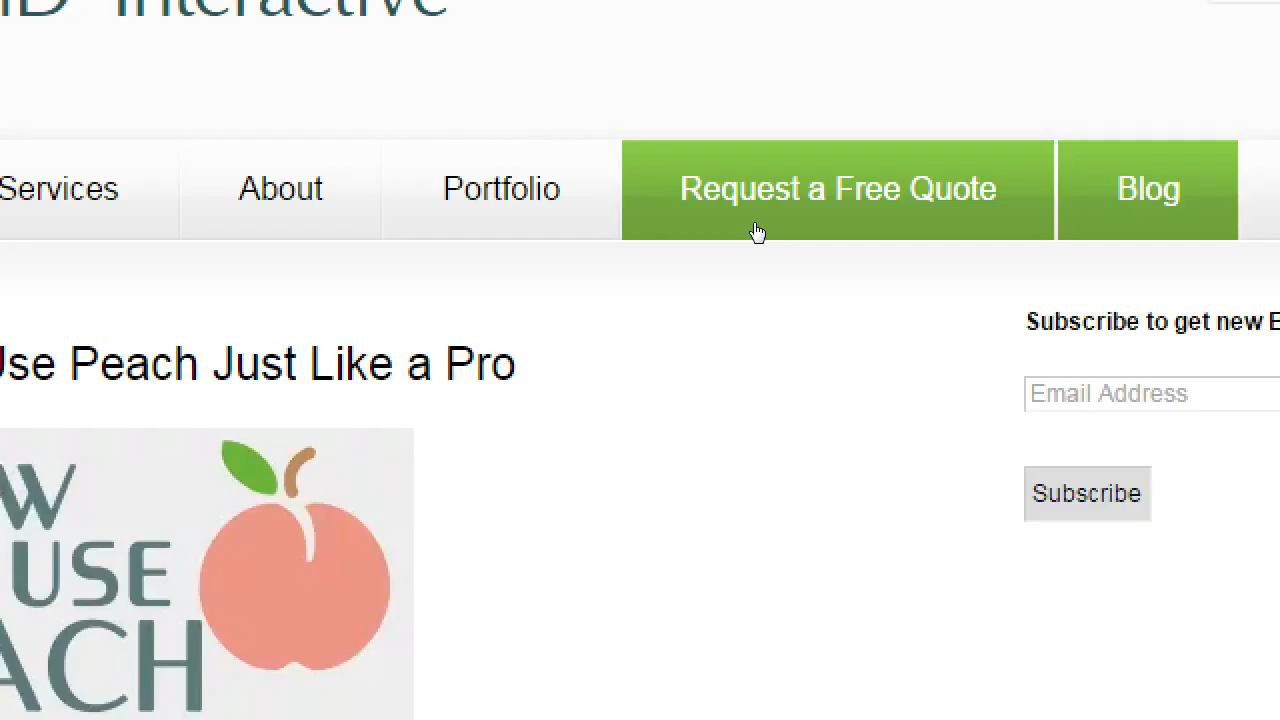 Interactive
Services About Portfolio Request a Free Quote Blog
Use Peach Just Like a Pro
Subscribe to get new E
Email Address
Subscribe
W
USE
ACH